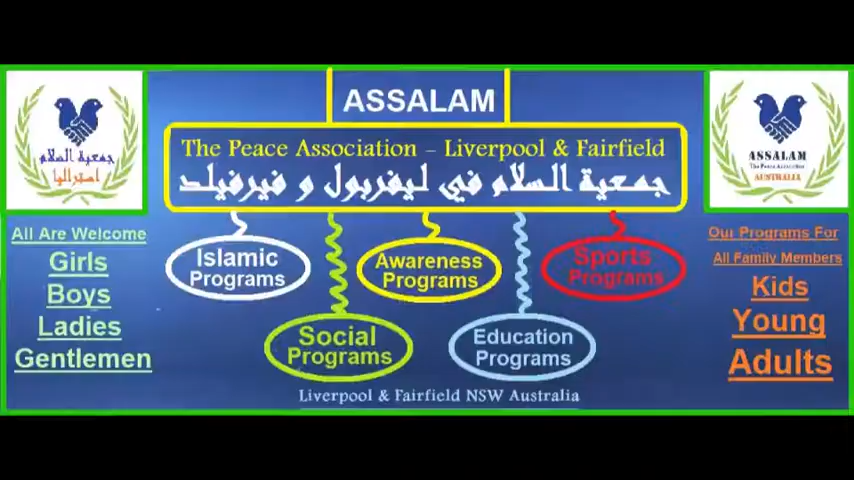 ASSALAM
The Peace Association – Liverpool & Fairfield
جمعية السلام في ليفربول و فيرفيلد
جمعية السلام
استراليا
ASSALAM
The Peace Association
AUSTRALIA
All Are Welcome
Girls
Boys
Ladies
Gentlemen
Islamic
Programs
Awareness
Programs
Sports
Programs
Social
Programs
Education
Programs
Our Programs For
All Family Members
Kids
Young
Adults
Liverpool & Fairfield NSW Australia